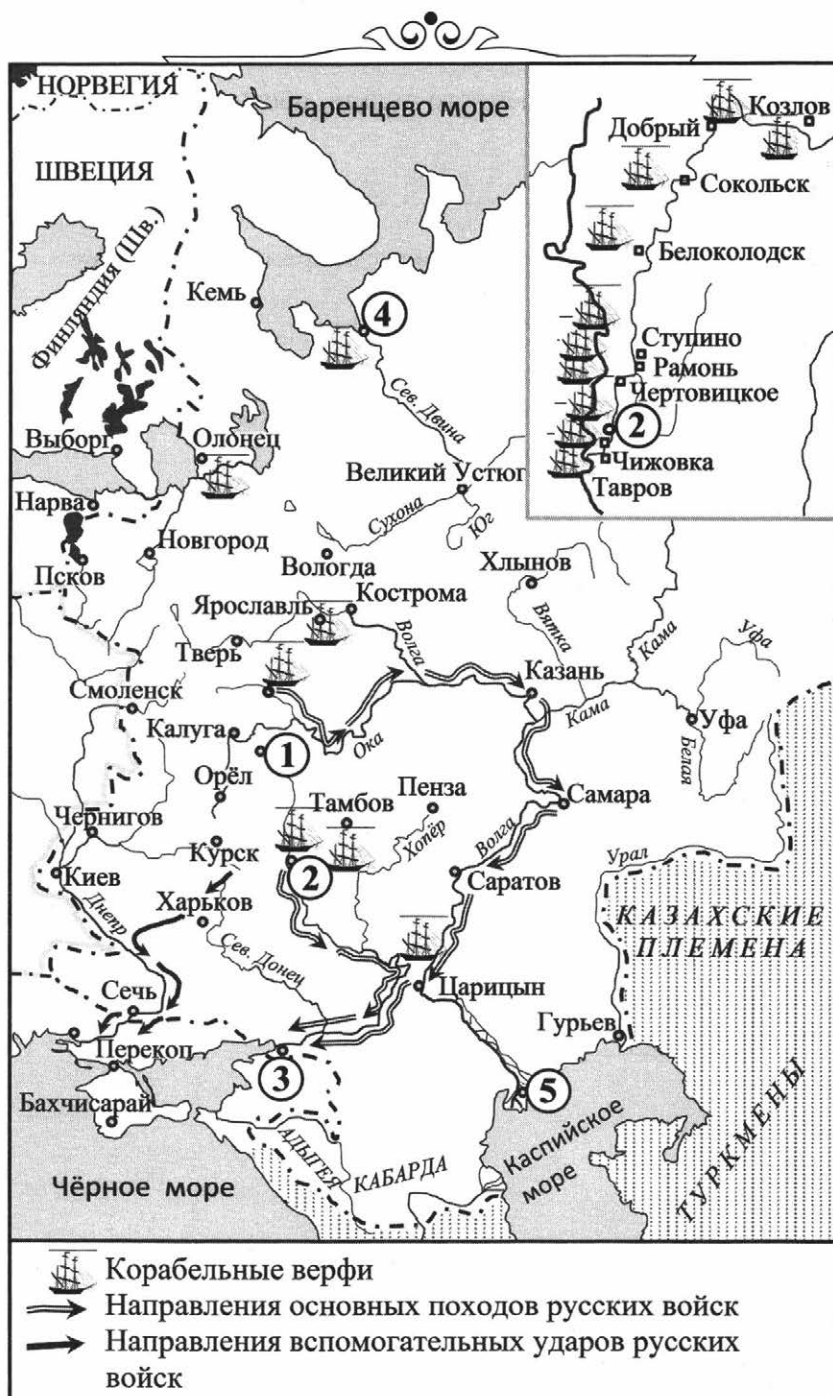 НОРВЕГИЯ
Баренцево море
ШВЕЦИЯ
Финляндия (Шв.)
Кемь
4
Сев. Двина
Выборг
Олонец
Великий Устюг
Нарва
Сухона
Юг
Новгород
Псков
Вологда
Хлынов
Ярославль
Кострома
Вятка
Кама
Уфа
Тверь
Волга
Казань
Смоленск
Кама
Уфа
Калуга
Ока
Белая
1
Орёл
Тамбов
Пенза
Самара
Чернигов
Хопёр
Волга
Курск
Урал
Киев
2
Саратов
Днепр
Харьков
КАЗАХСКИЕ
ПЛЕМЕНА
Сев. Донец
Сечь
Царицын
Гурьев
Перекоп
3
5
Бахчисарай
АДЫГЕЯ
КАБАРДА
Каспийское
море
ТУРКМЕНЫ
Чёрное море
Козлов
Добрый
Сокольск
Белоколодск
Ступино
Рамонь
Чертовицкое
2
Чижовка
Тавров
Корабельные верфи
Направления основных походов русских войск
Направления вспомогательных ударов русских
войск